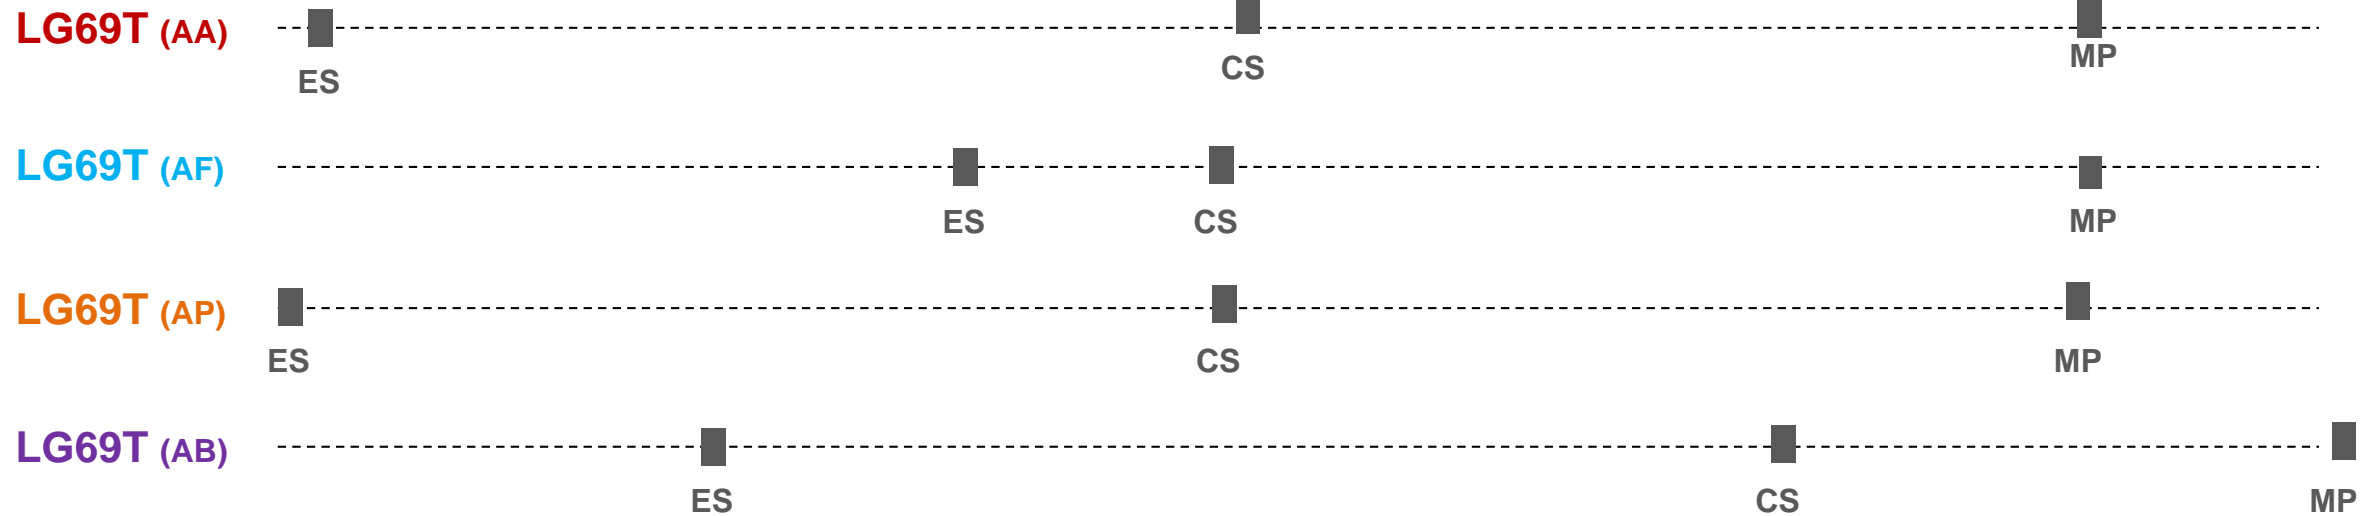 LG69T (AA)
ES CS MP
LG69T (AF)
ES CS MP
LG69T (AP)
ES CS MP
LG69T (AB)
ES CS MP